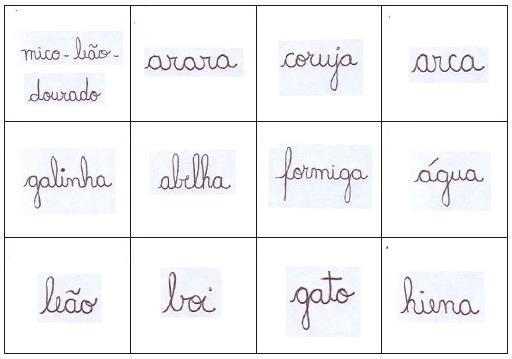 mico-leão-
dourado
arara
coruja
arca
galinha
abelha
formiga
água
leão
boi
gato
hiena